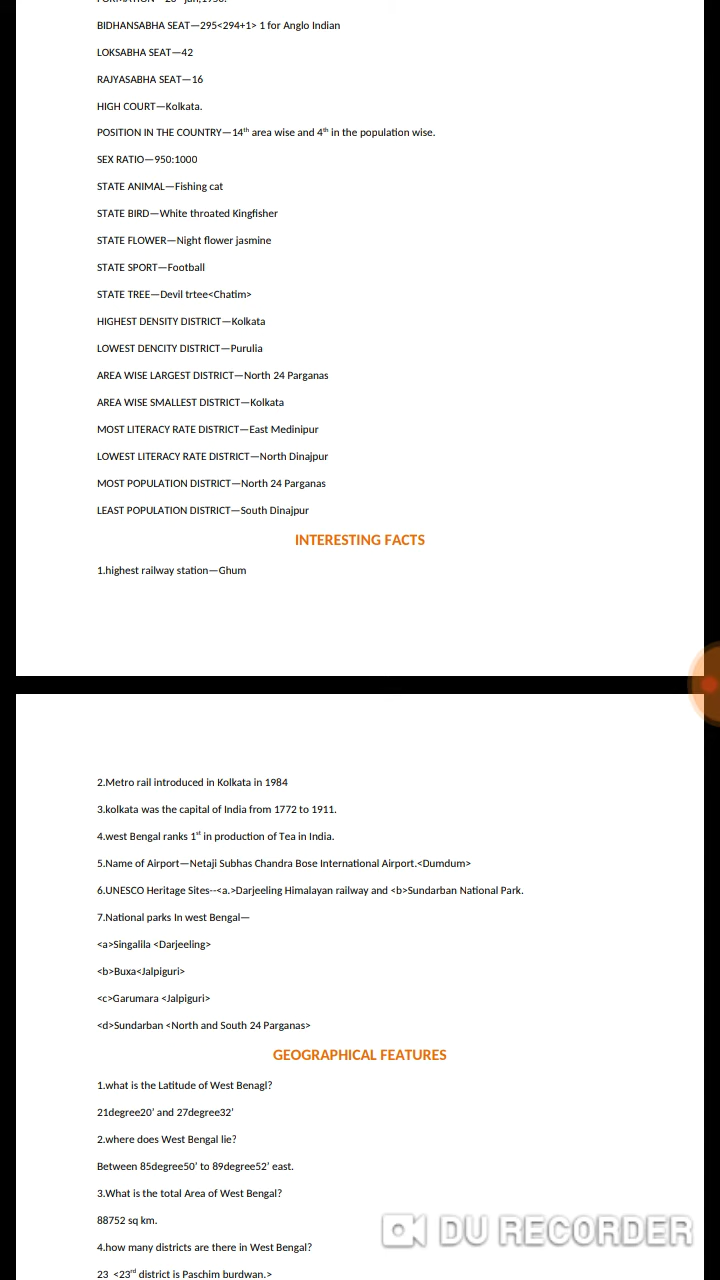 BIDHANSABHA SEAT—295<294+1> 1 for Anglo Indian
LOKSABHA SEAT—42
RAJYASABHA SEAT—16
HIGH COURT—Kolkata.
POSITION IN THE COUNTRY—14th area wise and 4th in the population wise.
SEX RATIO—950:1000
STATE ANIMAL—Fishing cat
STATE BIRD—White throated Kingfisher
STATE FLOWER—Night flower jasmine
STATE SPORT—Football
STATE TREE—Devil trtee<Chatim>
HIGHEST DENSITY DISTRICT—Kolkata
LOWEST DENCITY DISTRICT—Purulia
AREA WISE LARGEST DISTRICT—North 24 Parganas
AREA WISE SMALLEST DISTRICT—Kolkata
MOST LITERACY RATE DISTRICT—East Medinipur
LOWEST LITERACY RATE DISTRICT—North Dinajpur
MOST POPULATION DISTRICT—North 24 Parganas
LEAST POPULATION DISTRICT—South Dinajpur
INTERESTING FACTS
1.highest railway station—Ghum
2.Metro rail introduced in Kolkata in 1984
3.kolkata was the capital of India from 1772 to 1911.
4.west Bengal ranks 1st in production of Tea in India.
5.Name of Airport—Netaji Subhas Chandra Bose International Airport.<Dumdum>
6.UNESCO Heritage Sites--<a.>Darjeeling Himalayan railway and <b>Sundarban National Park.
7.National parks In west Bengal—
<a>Singalila <Darjeeling>
<b>Buxa<Jalpiguri>
<c>Garumara <Jalpiguri>
<d>Sundarban <North and South 24 Parganas>
GEOGRAPHICAL FEATURES
1.what is the Latitude of West Benagl?
21degree20' and 27degree32'
2.where does West Bengal lie?
Between 85degree50' to 89degree52' east.
3.What is the total Area of West Bengal?
88752 sq km.
4.how many districts are there in West Bengal?
23 <23rd district is Paschim burdwan.>
DU RECORDER